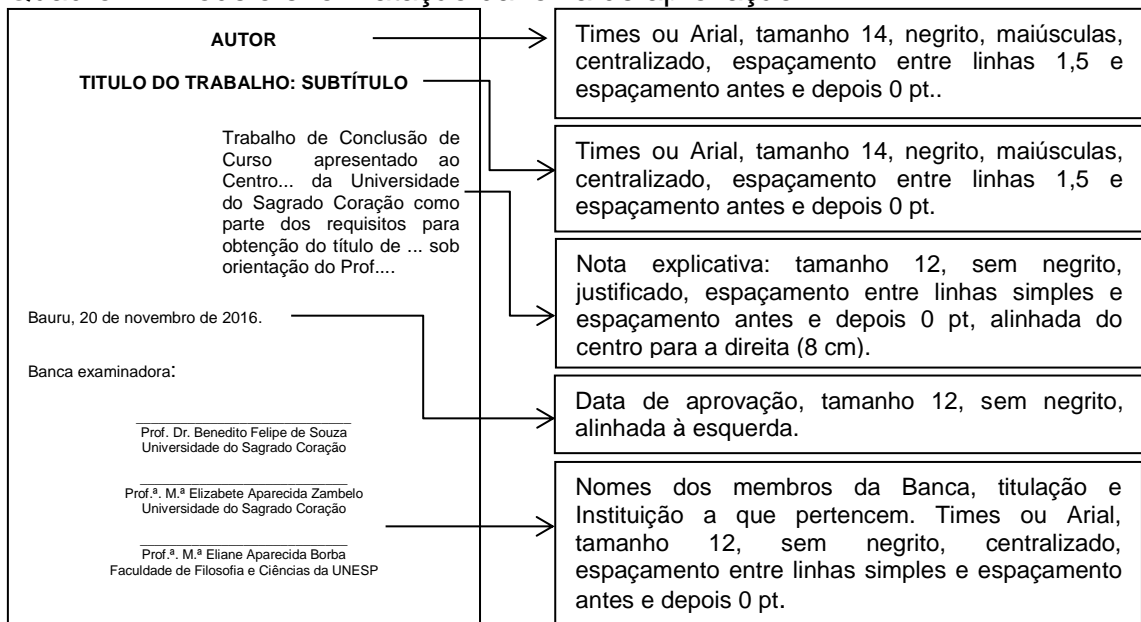 AUTOR
TITULO DO TRABALHO: SUBTÍTULO
Trabalho de Conclusão de
Curso apresentado ao
Centro... da Universidade
do Sagrado Coração como
parte dos requisitos para
obtenção do título de ... sob
orientação do Prof....
Bauru, 20 de novembro de 2016.
Banca examinadora:
Prof. Dr. Benedito Felipe de Souza
Universidade do Sagrado Coração
Prof.ª. M.ª Elizabete Aparecida Zambelo
Universidade do Sagrado Coração
Prof.ª. M.ª Eliane Aparecida Borba
Faculdade de Filosofia e Ciências da UNESP
Times ou Arial, tamanho 14, negrito, maiúsculas,
centralizado, espaçamento entre linhas 1,5 e
espaçamento antes e depois 0 pt..
Times ou Arial, tamanho 14, negrito, maiúsculas,
centralizado, espaçamento entre linhas 1,5 e
espaçamento antes e depois 0 pt.
Nota explicativa: tamanho 12, sem negrito,
justificado, espaçamento entre linhas simples e
espaçamento antes e depois 0 pt, alinhada do
centro para a direita (8 cm).
Data de aprovação, tamanho 12, sem negrito,
alinhada à esquerda.
Nomes dos membros da Banca, titulação e
Instituição a que pertencem. Times ou Arial,
tamanho 12, sem negrito, centralizado,
espaçamento entre linhas simples e espaçamento
antes e depois 0 pt.